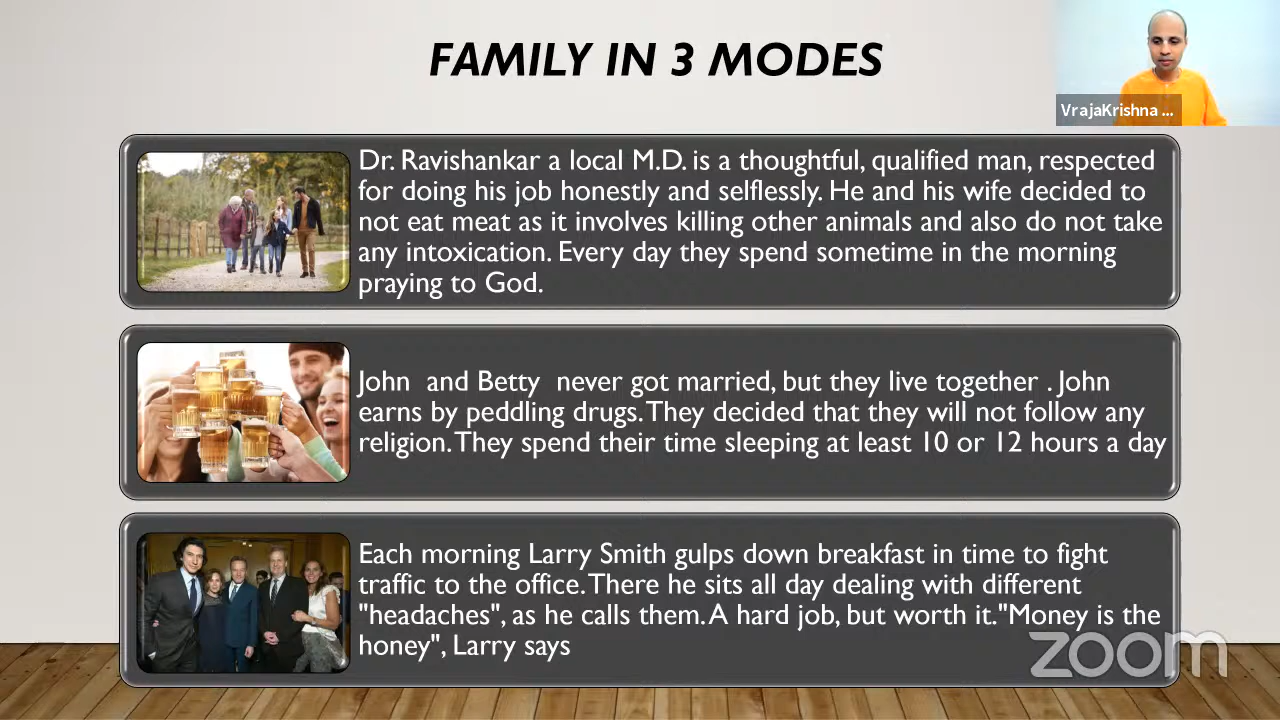 FAMILY IN 3 MODES
VrajaKrishna ...
Dr. Ravishankar a local M.D. is a thoughtful, qualified man, respected
for doing his job honestly and selflessly. He and his wife decided to
not eat meat as it involves killing other animals and also do not take
any intoxication. Every day they spend sometime in the morning
praying to God.
John and Betty never got married, but they live together . John
earns by peddling drugs. They decided that they will not follow any
religion. They spend their time sleeping at least 10 or 12 hours a day
Each morning Larry Smith gulps down breakfast in time to fight
traffic to the office. There he sits all day dealing with different
"headaches", as he calls them. A hard job, but worth it."Money is the
honey", Larry says
zoom